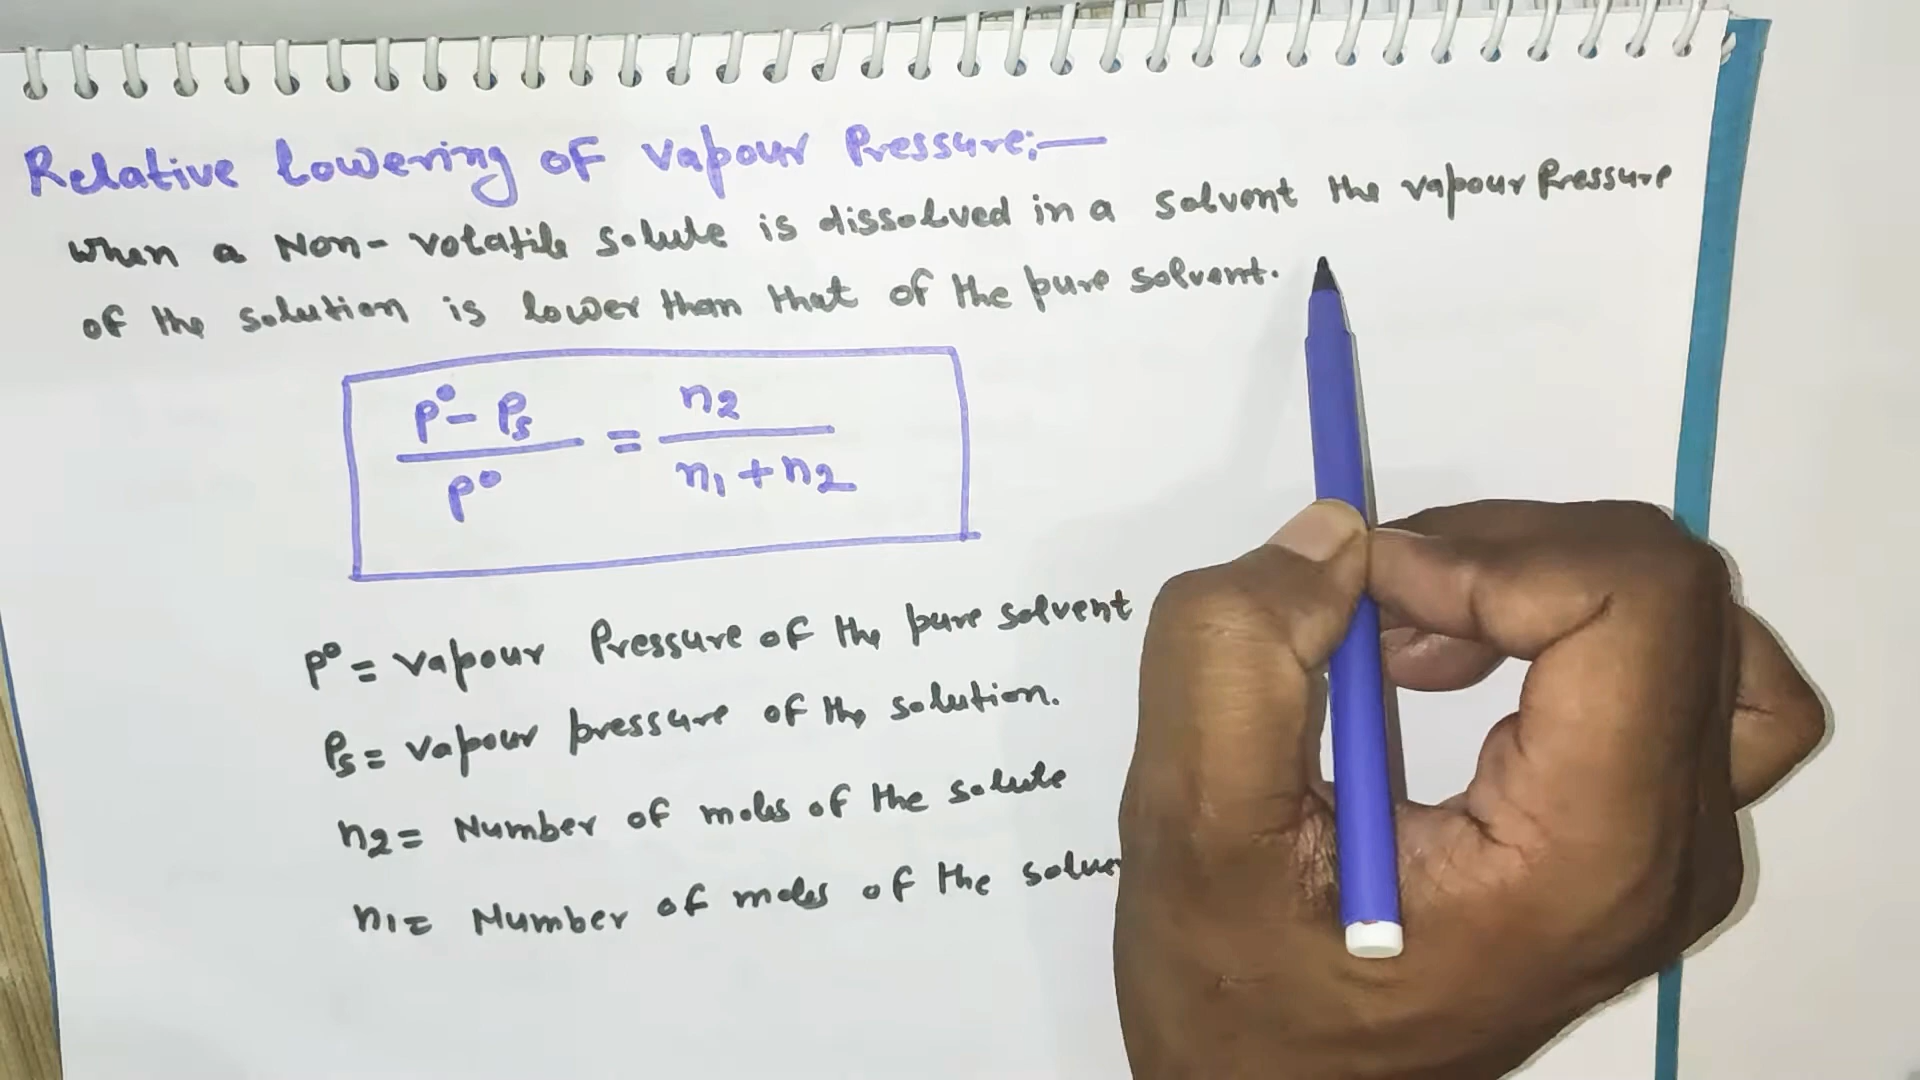 Relative lowering of vapour Pressure:—
when a Non-volatile solute is dissolved in a solvent the vapour Pressure
of the solution is lower than that of the pure solvent.
P° - Ps / P° = n2 / n1 + n2
P° = vapour Pressure of the pure solvent
Ps = vapour pressure of the solution.
n2 = Number of moles of the solute
n1 = Number of moles of the